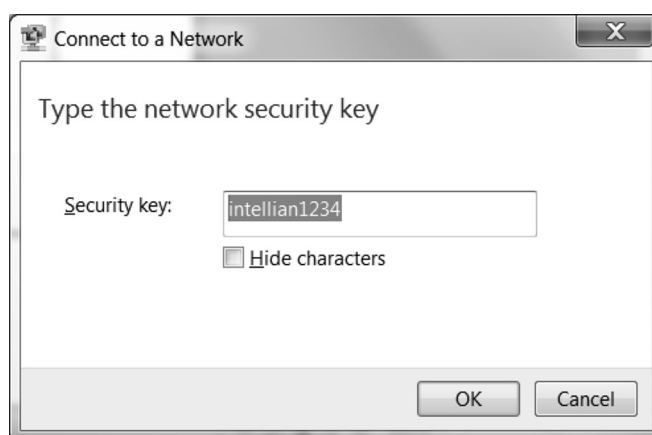 Connect to a Network
X
Type the network security key
Security key:
intellian1234
Hide characters
OK
Cancel